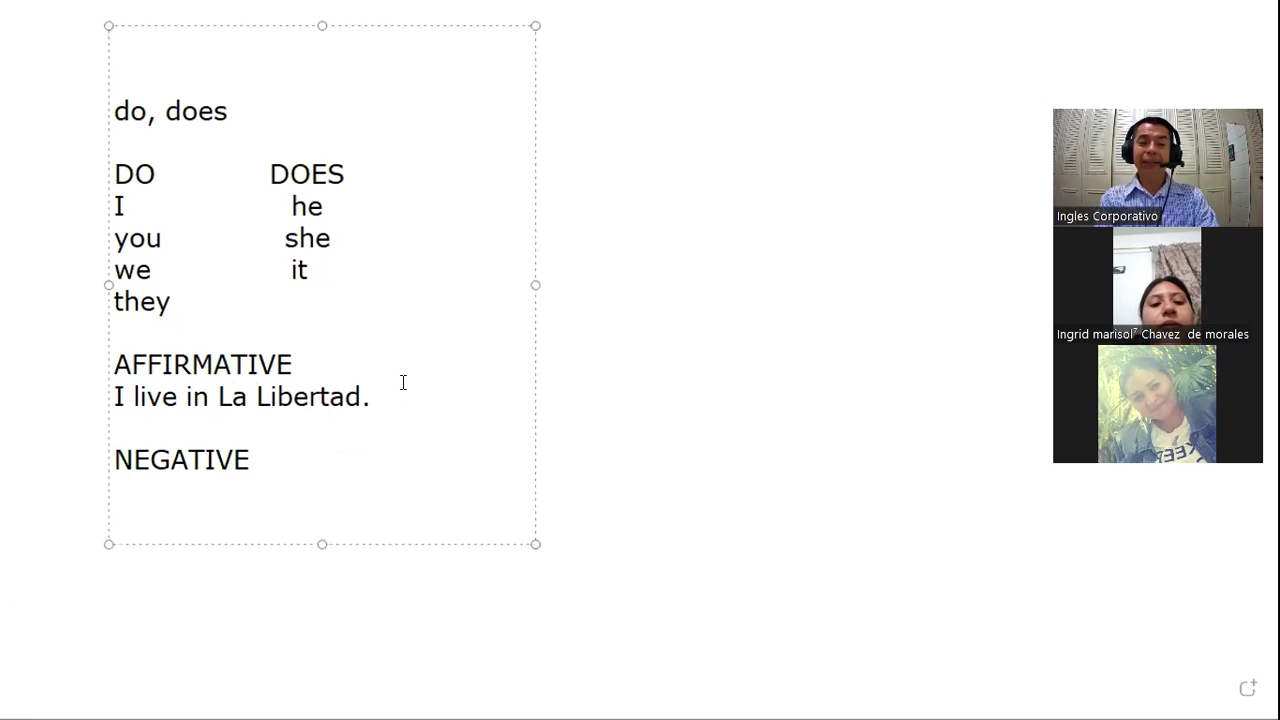 do, does
DO DOES
I he
you she
we it
they
AFFIRMATIVE
I live in La Libertad.
NEGATIVE
Ingles Corporativo
Ingrid marisol Chavez de morales